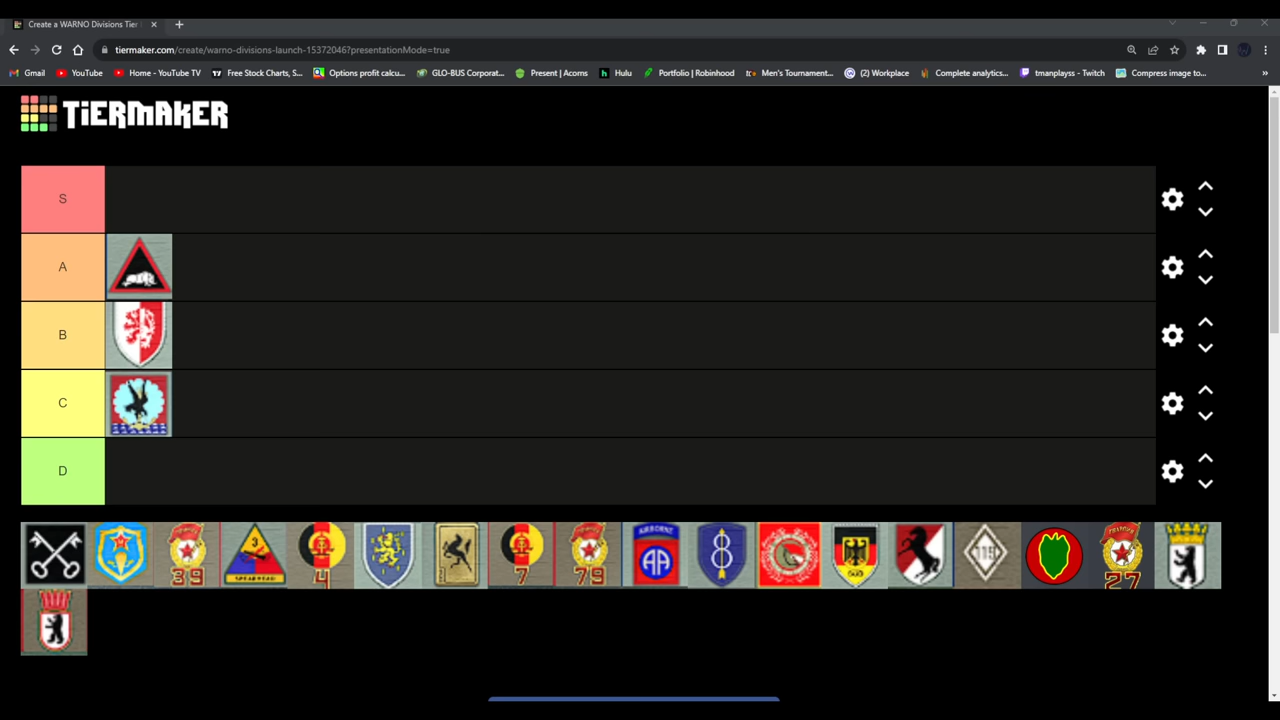 Create a WARNO Divisions Tier
tiermaker.com/create/warno-divisions-launch-15372046?presentationMode=true
Gmail YouTube Home - YouTube TV Free Stock Charts, S... Options profit calcu... GLO-BUS Corporat... Present | Acorns Hulu Portfolio | Robinhood Men's Tournament... (2) Workplace Complete analytics... tmanplayss - Twitch Compress image to... »
TiERMAKER
S
A
B
C
D
39 3 SPEARHEAD 4 7 79 AIRBORNE AA 8 119 27